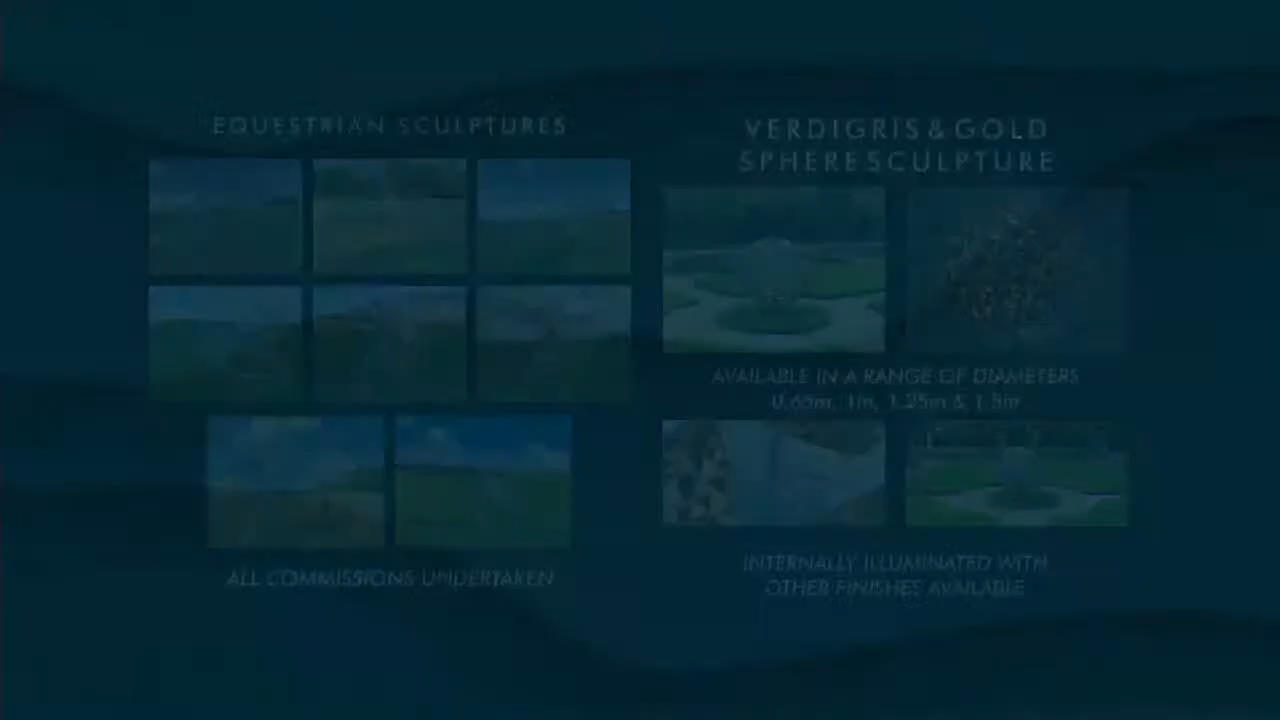 EQUESTRIAN SCULPTURES
ALL COMMISSIONS UNDERTAKEN
VERDIGRIS & GOLD
SPHERE SCULPTURE
AVAILABLE IN A RANGE OF DIAMETERS
0.65m, 1m, 1.25m & 1.5m
INTERNALLY ILLUMINATED WITH
OTHER FINISHES AVAILABLE